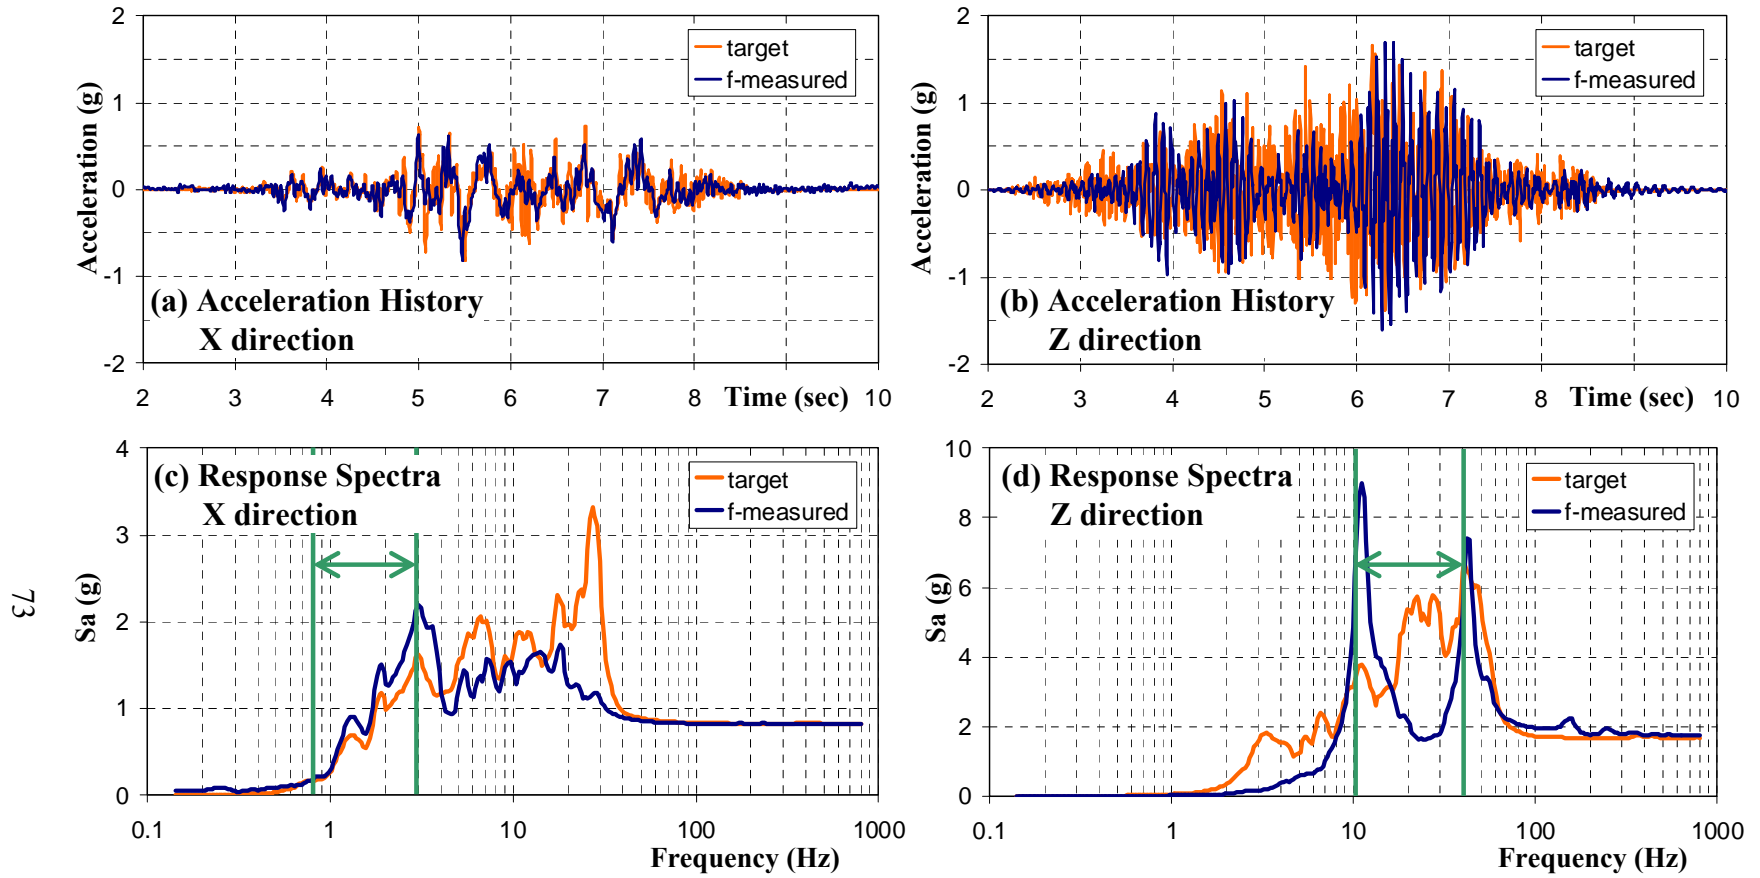 2
1
0
-1
-2
Acceleration (g)
target
f-measured
(a) Acceleration History
X direction
2 3 4 5 6 7 8 Time (sec) 10
2
1
0
-1
-2
Acceleration (g)
target
f-measured
(b) Acceleration History
Z direction
2 3 4 5 6 7 8 Time (sec) 10
4
3
2
1
0
Sa (g)
(c) Response Spectra
X direction
target
f-measured
0.1 1 10 100 1000
Frequency (Hz)
10
8
6
4
2
0
Sa (g)
(d) Response Spectra
Z direction
target
f-measured
0.1 1 10 100 1000
Frequency (Hz)
73